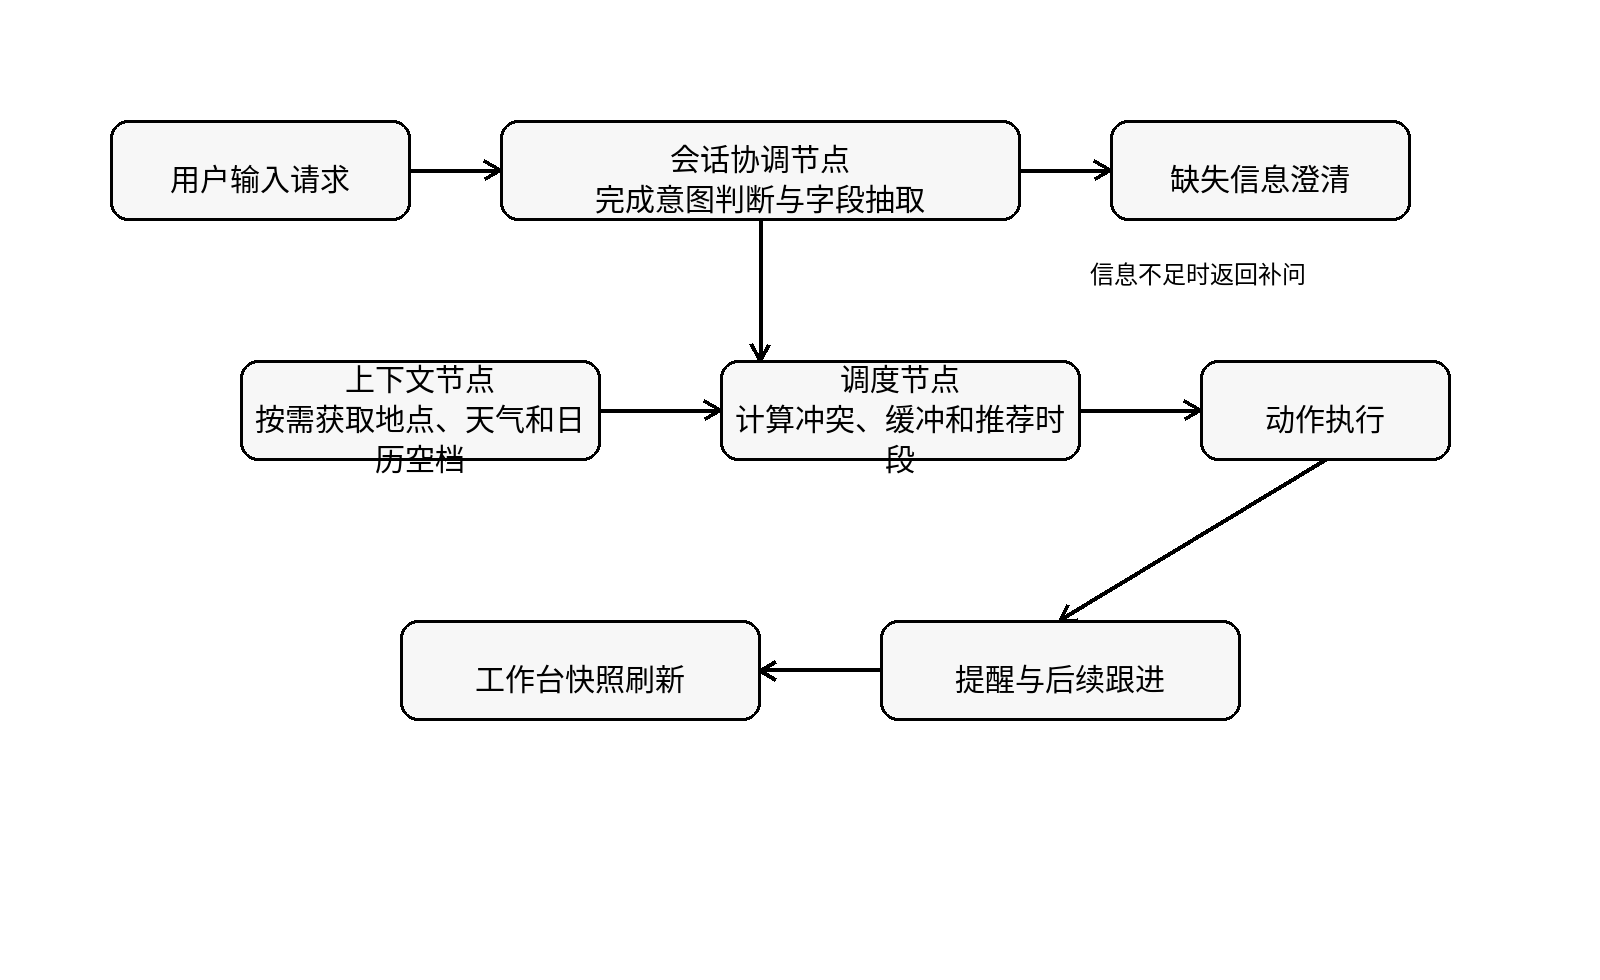 用户输入请求
会话协调节点
完成意图判断与字段抽取
缺失信息澄清
信息不足时返回补问
上下文节点
按需获取地点、天气和日
历空档
调度节点
计算冲突、缓冲和推荐时
段
动作执行
工作台快照刷新
提醒与后续跟进